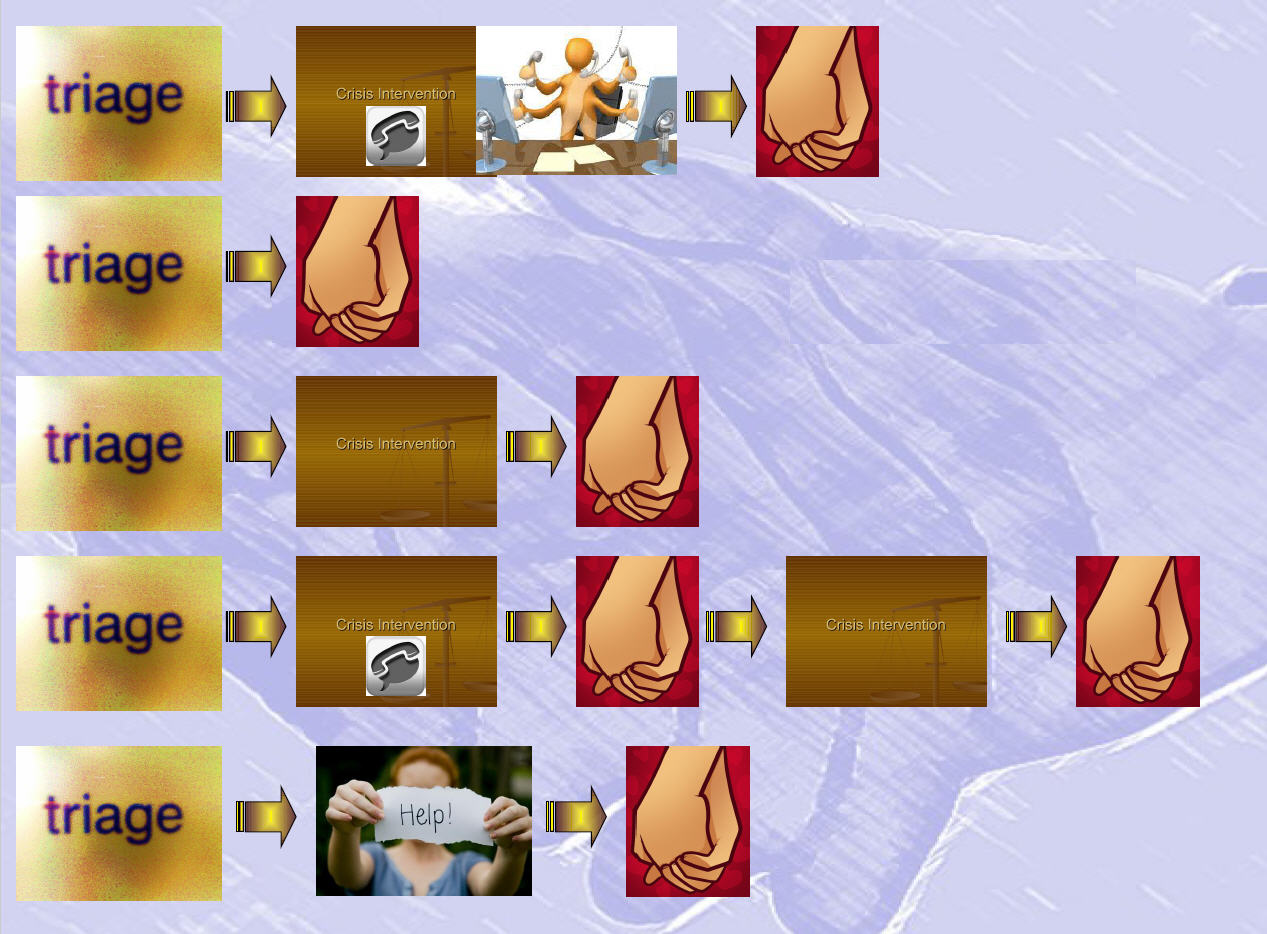 triage
Crisis Intervention
triage
triage
Crisis Intervention
triage
Crisis Intervention
Crisis Intervention
triage
Help!